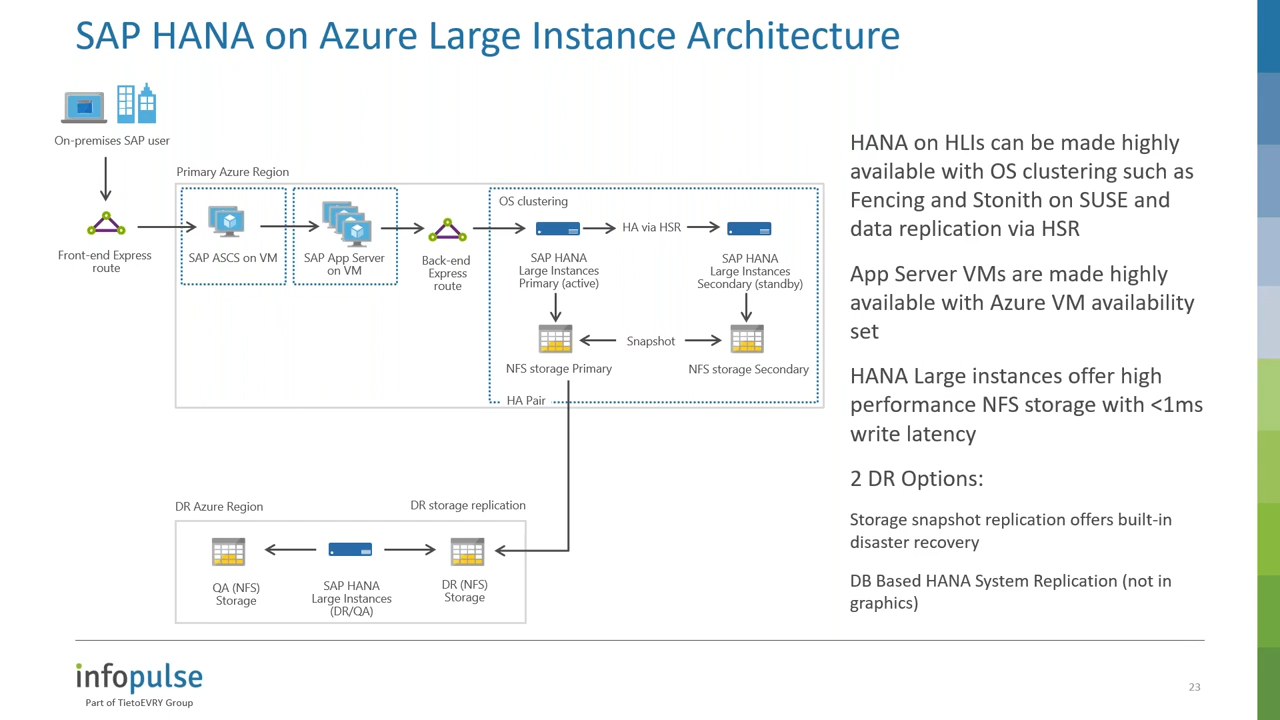 SAP HANA on Azure Large Instance Architecture
On-premises SAP user
Front-end Express
route
Primary Azure Region
SAP ASCS on VM
SAP App Server
on VM
Back-end
Express
route
OS clustering
HA via HSR
SAP HANA
Large Instances
Primary (active)
SAP HANA
Large Instances
Secondary (standby)
Snapshot
NFS storage Primary
NFS storage Secondary
HA Pair
DR Azure Region
DR storage replication
QA (NFS)
Storage
SAP HANA
Large Instances
(DR/QA)
DR (NFS)
Storage
HANA on HLIs can be made highly
available with OS clustering such as
Fencing and Stonith on SUSE and
data replication via HSR
App Server VMs are made highly
available with Azure VM availability
set
HANA Large instances offer high
performance NFS storage with <1ms
write latency
2 DR Options:
Storage snapshot replication offers built-in
disaster recovery
DB Based HANA System Replication (not in
graphics)
infopulse
Part of TietoEVRY Group
23